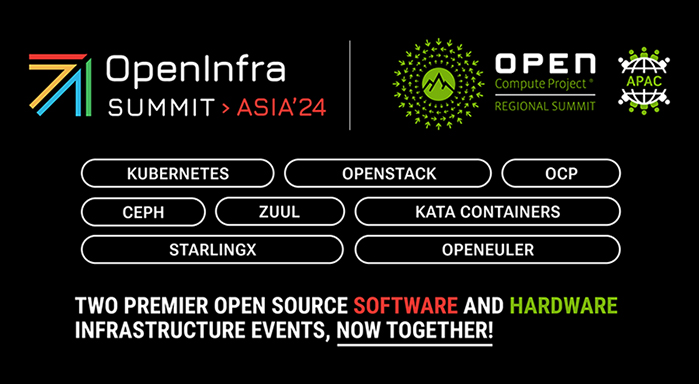 OpenInfra
SUMMIT > ASIA'24
OPEN
Compute Project®
REGIONAL SUMMIT
APAC
KUBERNETES
OPENSTACK
OCP
CEPH
ZUUL
KATA CONTAINERS
STARLINGX
OPENEULER
TWO PREMIER OPEN SOURCE SOFTWARE AND HARDWARE
INFRASTRUCTURE EVENTS, NOW TOGETHER!